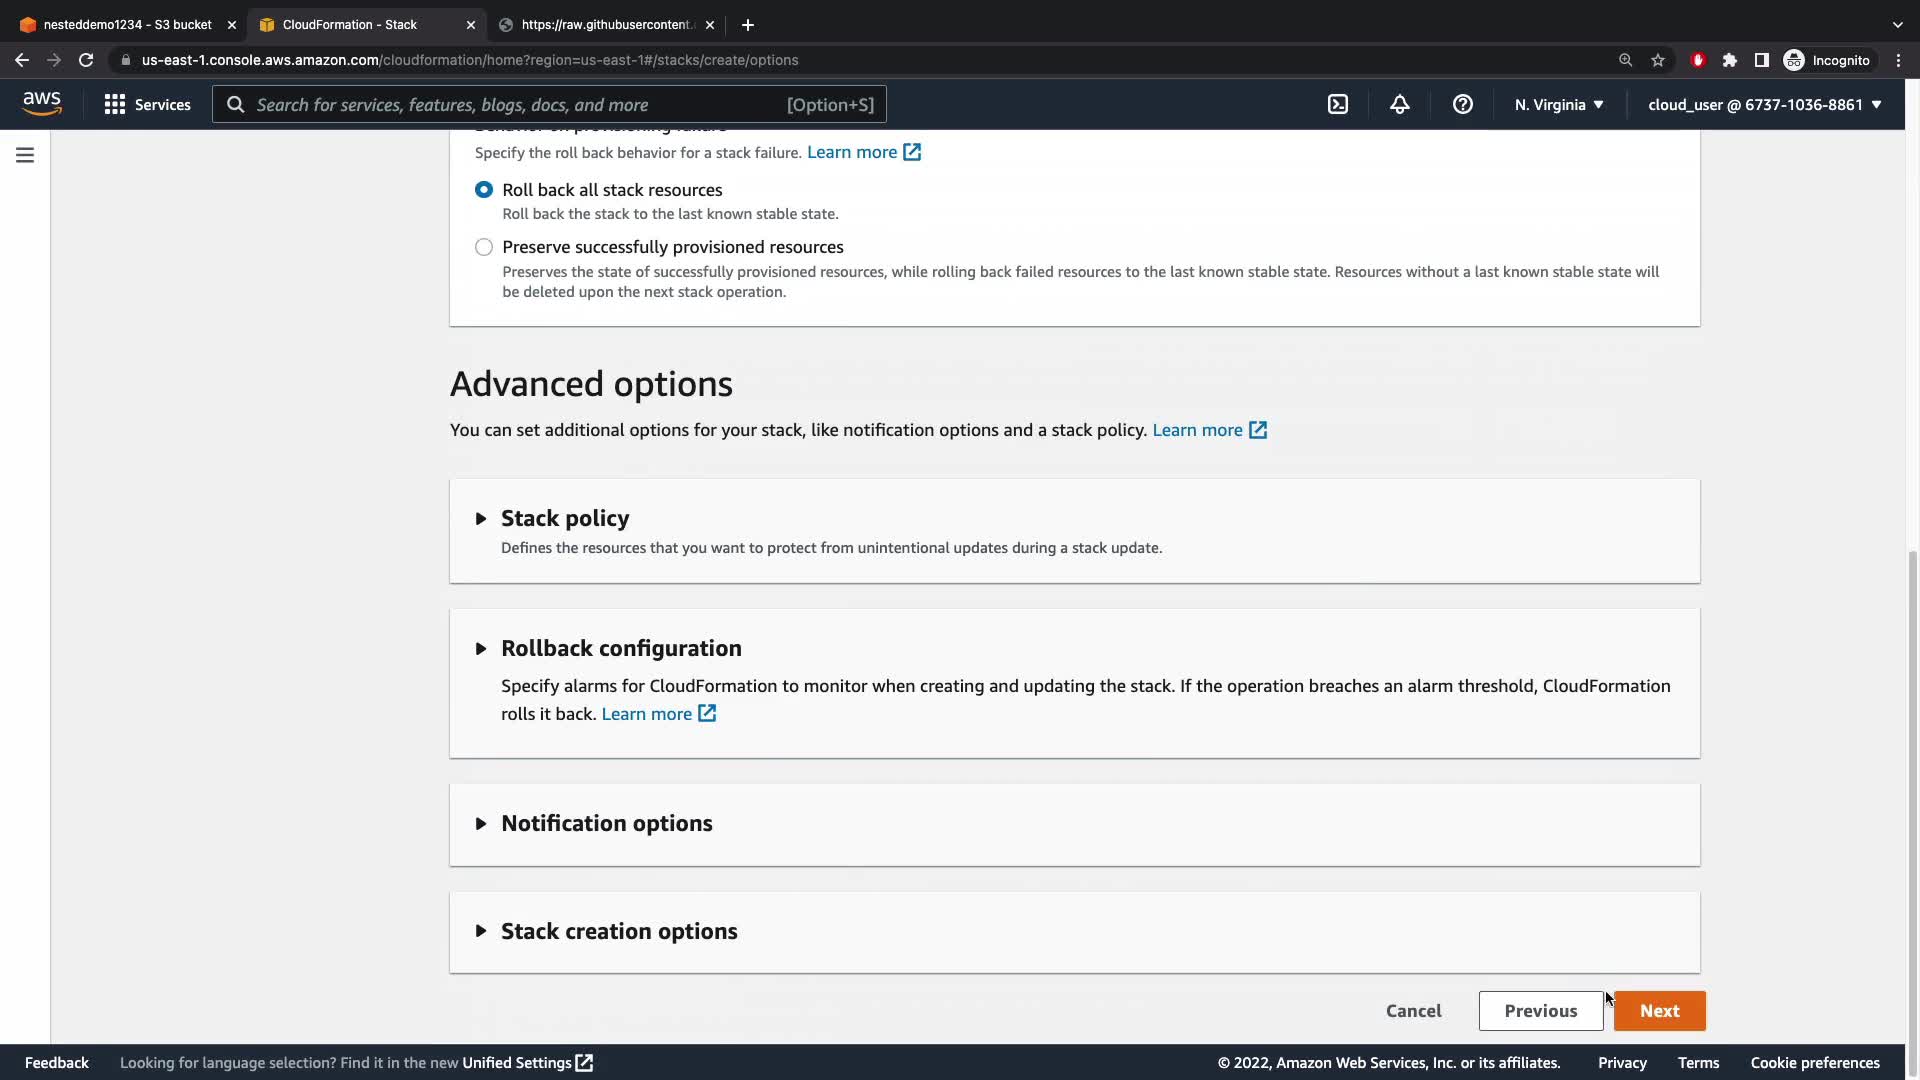 nesteddemo1234 - S3 bucket
CloudFormation - Stack
https://raw.githubusercontent.
us-east-1.console.aws.amazon.com/cloudformation/home?region=us-east-1#/stacks/create/options
Incognito
aws
Services
Search for services, features, blogs, docs, and more
[Option+S]
N. Virginia
cloud_user @ 6737-1036-8861
Behavior on provisioning failure
Specify the roll back behavior for a stack failure. Learn more
Roll back all stack resources
Roll back the stack to the last known stable state.
Preserve successfully provisioned resources
Preserves the state of successfully provisioned resources, while rolling back failed resources to the last known stable state. Resources without a last known stable state will
be deleted upon the next stack operation.
Advanced options
You can set additional options for your stack, like notification options and a stack policy. Learn more
Stack policy
Defines the resources that you want to protect from unintentional updates during a stack update.
Rollback configuration
Specify alarms for CloudFormation to monitor when creating and updating the stack. If the operation breaches an alarm threshold, CloudFormation
rolls it back. Learn more
Notification options
Stack creation options
Cancel
Previous
Next
Feedback
Looking for language selection? Find it in the new Unified Settings
© 2022, Amazon Web Services, Inc. or its affiliates.
Privacy
Terms
Cookie preferences